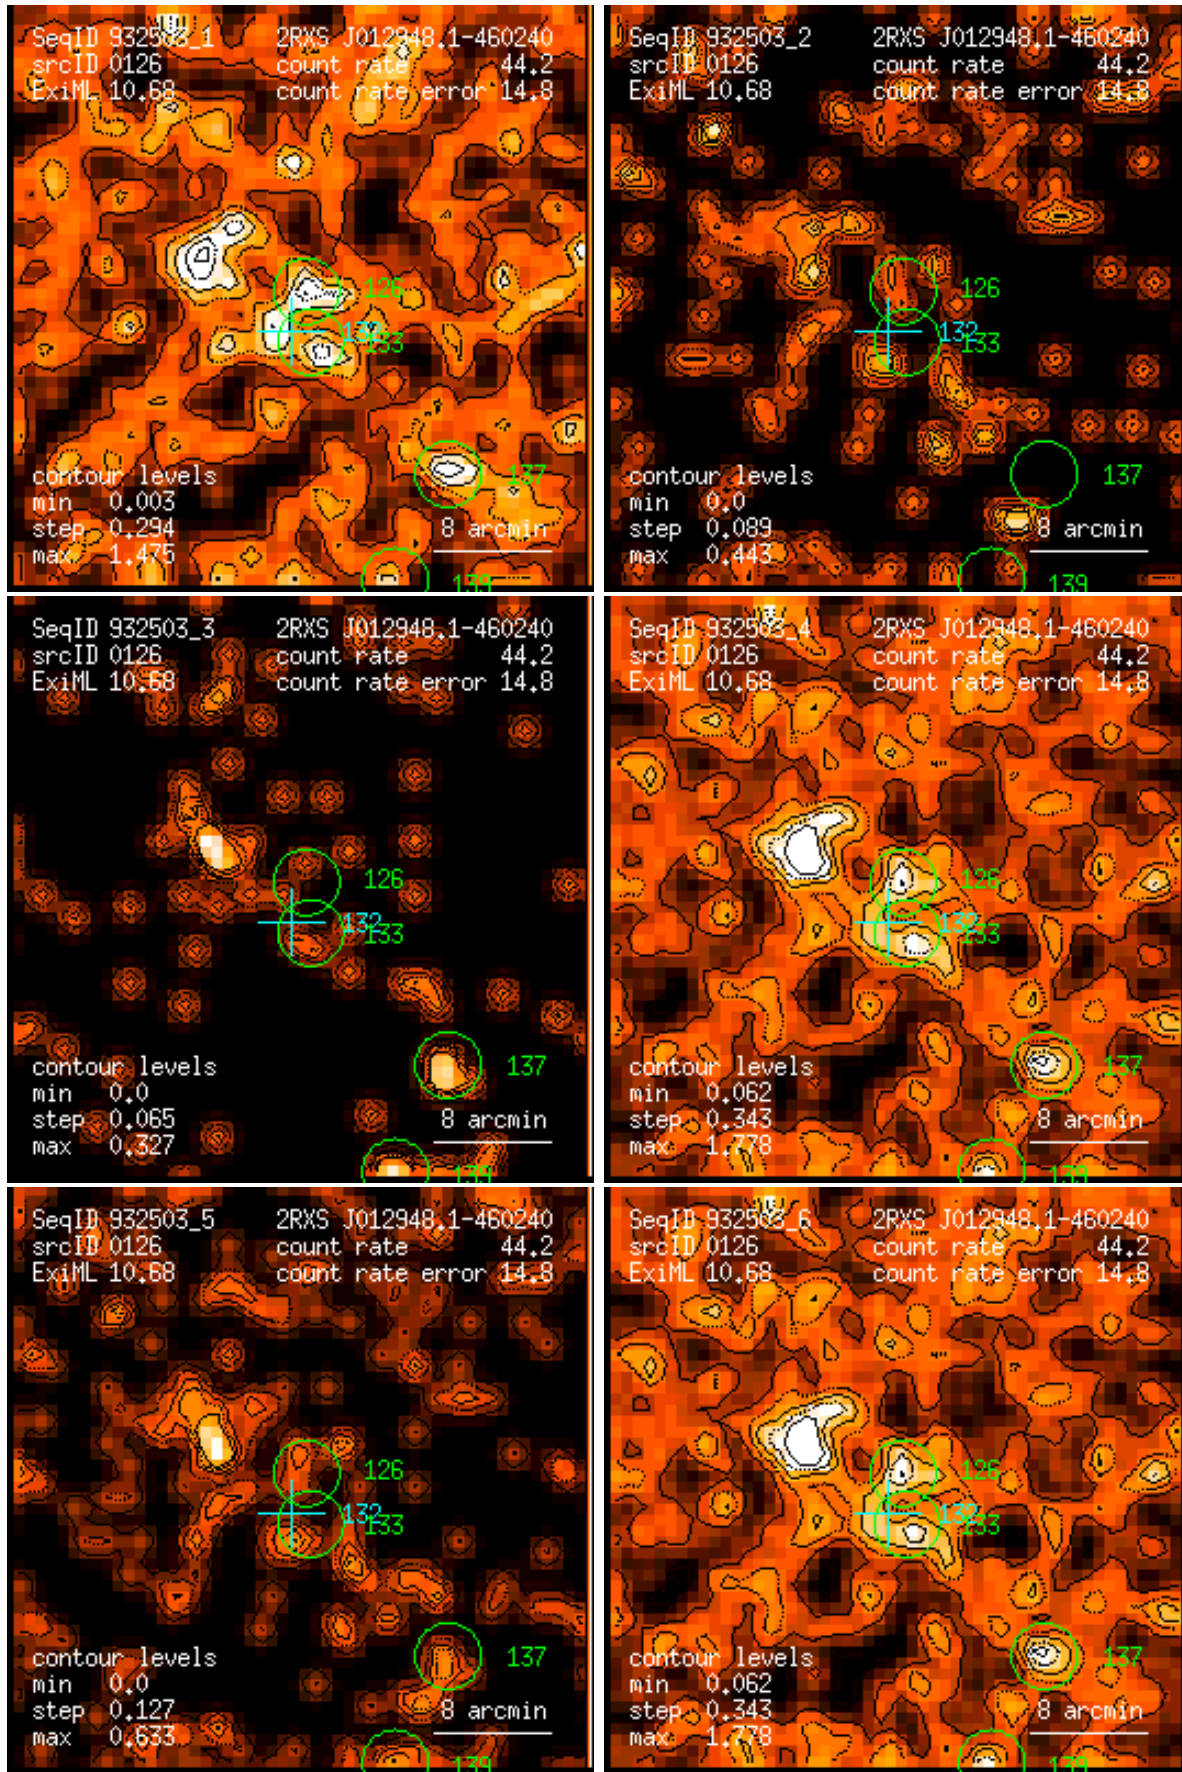 SeqID 932503_1 2RXS J012948.1-460240
srcID 0126 count rate 44.2
ExiML 10.68 count rate error 14.8
126
132
133
137
contour levels
min 0.003
step 0.294
max 1.475
8 arcmin
139
SeqID 932503_2 2RXS J012948.1-460240
srcID 0126 count rate 44.2
ExiML 10.68 count rate error 14.8
126
132
133
137
contour levels
min 0.0
step 0.089
max 0.443
8 arcmin
139
SeqID 932503_3 2RXS J012948.1-460240
srcID 0126 count rate 44.2
ExiML 10.68 count rate error 14.8
126
132
133
137
contour levels
min 0.0
step 0.065
max 0.327
8 arcmin
139
SeqID 932503_4 2RXS J012948.1-460240
srcID 0126 count rate 44.2
ExiML 10.68 count rate error 14.8
126
132
133
137
contour levels
min 0.062
step 0.343
max 1.778
8 arcmin
139
SeqID 932503_5 2RXS J012948.1-460240
srcID 0126 count rate 44.2
ExiML 10.68 count rate error 14.8
126
132
133
137
contour levels
min 0.0
step 0.127
max 0.633
8 arcmin
139
SeqID 932503_6 2RXS J012948.1-460240
srcID 0126 count rate 44.2
ExiML 10.68 count rate error 14.8
126
132
133
137
contour levels
min 0.062
step 0.343
max 1.778
8 arcmin
139